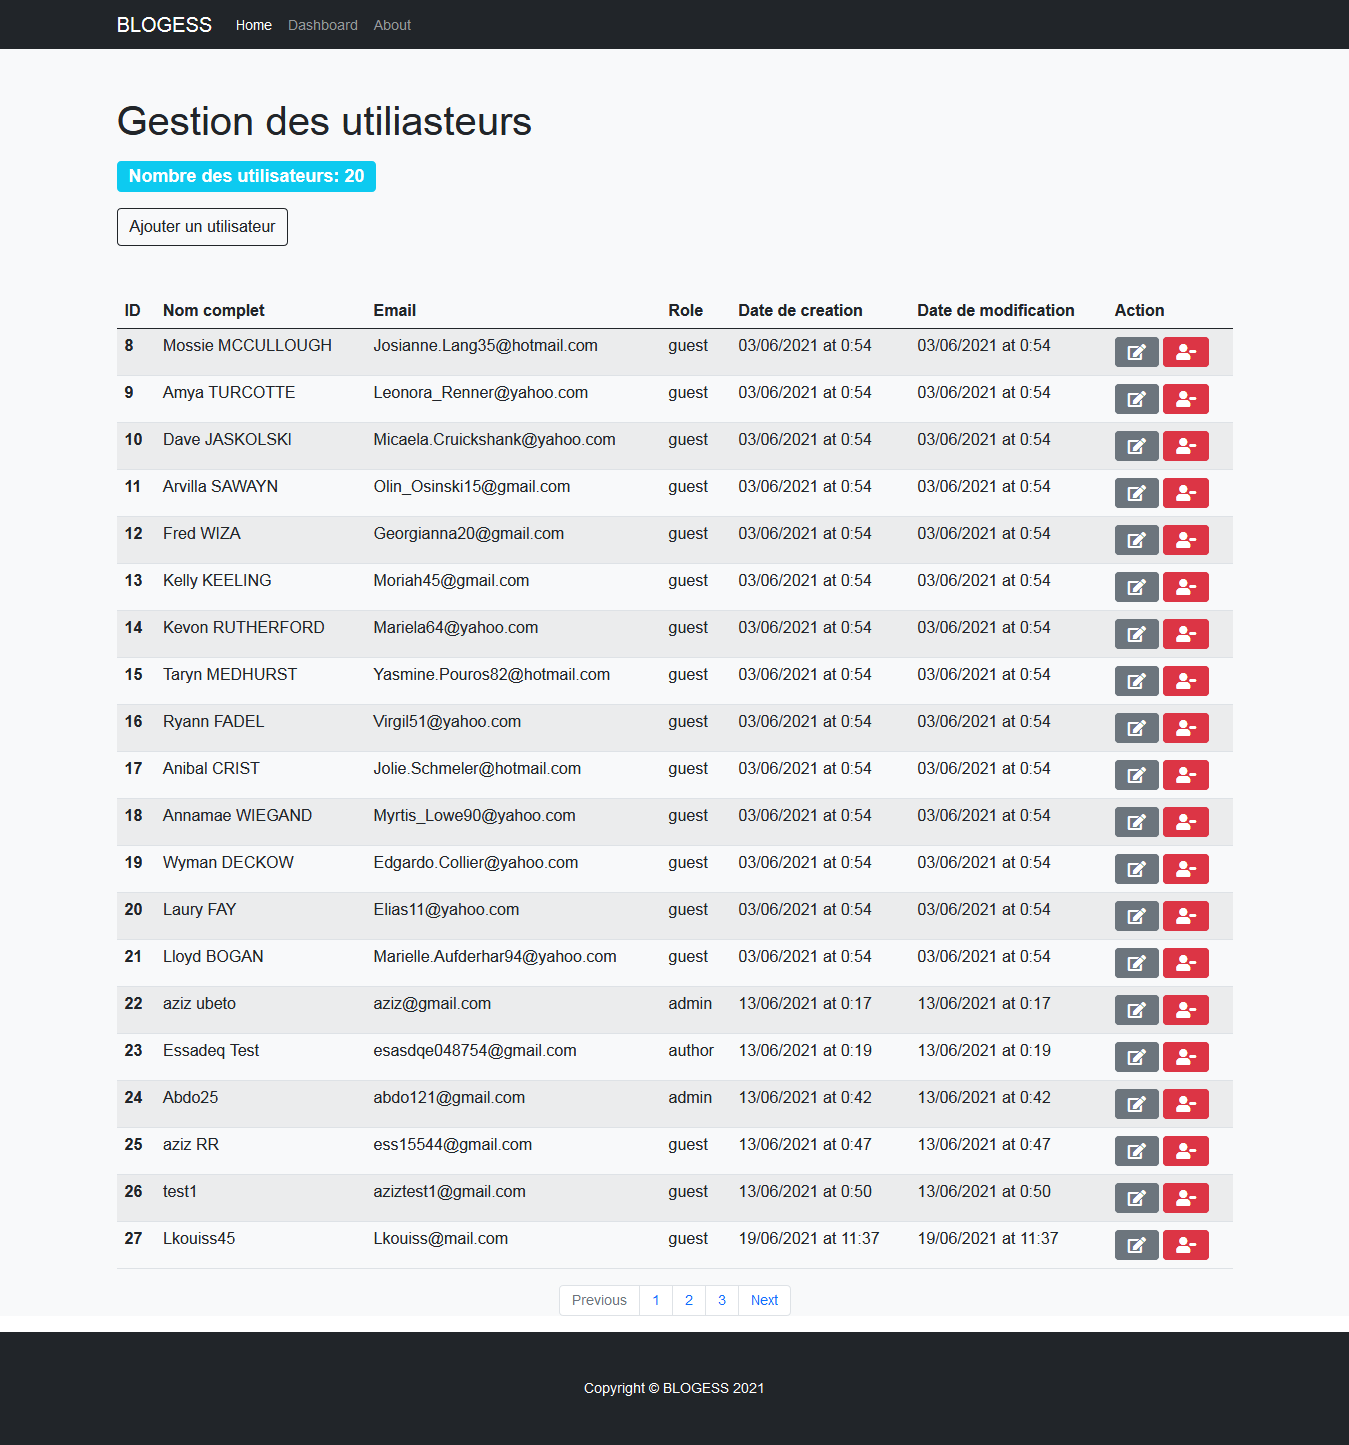 BLOGESS Home Dashboard About
Gestion des utiliasteurs
Nombre des utilisateurs: 20
Ajouter un utilisateur
ID Nom complet Email Role Date de creation Date de modification Action
8 Mossie MCCULLOUGH Josianne.Lang35@hotmail.com guest 03/06/2021 at 0:54 03/06/2021 at 0:54
9 Amya TURCOTTE Leonora_Renner@yahoo.com guest 03/06/2021 at 0:54 03/06/2021 at 0:54
10 Dave JASKOLSKI Micaela.Cruickshank@yahoo.com guest 03/06/2021 at 0:54 03/06/2021 at 0:54
11 Arvilla SAWAYN Olin_Osinski15@gmail.com guest 03/06/2021 at 0:54 03/06/2021 at 0:54
12 Fred WIZA Georgianna20@gmail.com guest 03/06/2021 at 0:54 03/06/2021 at 0:54
13 Kelly KEELING Moriah45@gmail.com guest 03/06/2021 at 0:54 03/06/2021 at 0:54
14 Kevon RUTHERFORD Mariela64@yahoo.com guest 03/06/2021 at 0:54 03/06/2021 at 0:54
15 Taryn MEDHURST Yasmine.Pouros82@hotmail.com guest 03/06/2021 at 0:54 03/06/2021 at 0:54
16 Ryann FADEL Virgil51@yahoo.com guest 03/06/2021 at 0:54 03/06/2021 at 0:54
17 Anibal CRIST Jolie.Schmeler@hotmail.com guest 03/06/2021 at 0:54 03/06/2021 at 0:54
18 Annamae WIEGAND Myrtis_Lowe90@yahoo.com guest 03/06/2021 at 0:54 03/06/2021 at 0:54
19 Wyman DECKOW Edgardo.Collier@yahoo.com guest 03/06/2021 at 0:54 03/06/2021 at 0:54
20 Laury FAY Elias11@yahoo.com guest 03/06/2021 at 0:54 03/06/2021 at 0:54
21 Lloyd BOGAN Marielle.Aufderhar94@yahoo.com guest 03/06/2021 at 0:54 03/06/2021 at 0:54
22 aziz ubeto aziz@gmail.com admin 13/06/2021 at 0:17 13/06/2021 at 0:17
23 Essadeq Test esasdqe048754@gmail.com author 13/06/2021 at 0:19 13/06/2021 at 0:19
24 Abdo25 abdo121@gmail.com admin 13/06/2021 at 0:42 13/06/2021 at 0:42
25 aziz RR ess15544@gmail.com guest 13/06/2021 at 0:47 13/06/2021 at 0:47
26 test1 aziztest1@gmail.com guest 13/06/2021 at 0:50 13/06/2021 at 0:50
27 Lkouiss45 Lkouiss@mail.com guest 19/06/2021 at 11:37 19/06/2021 at 11:37
Previous 1 2 3 Next
Copyright © BLOGESS 2021